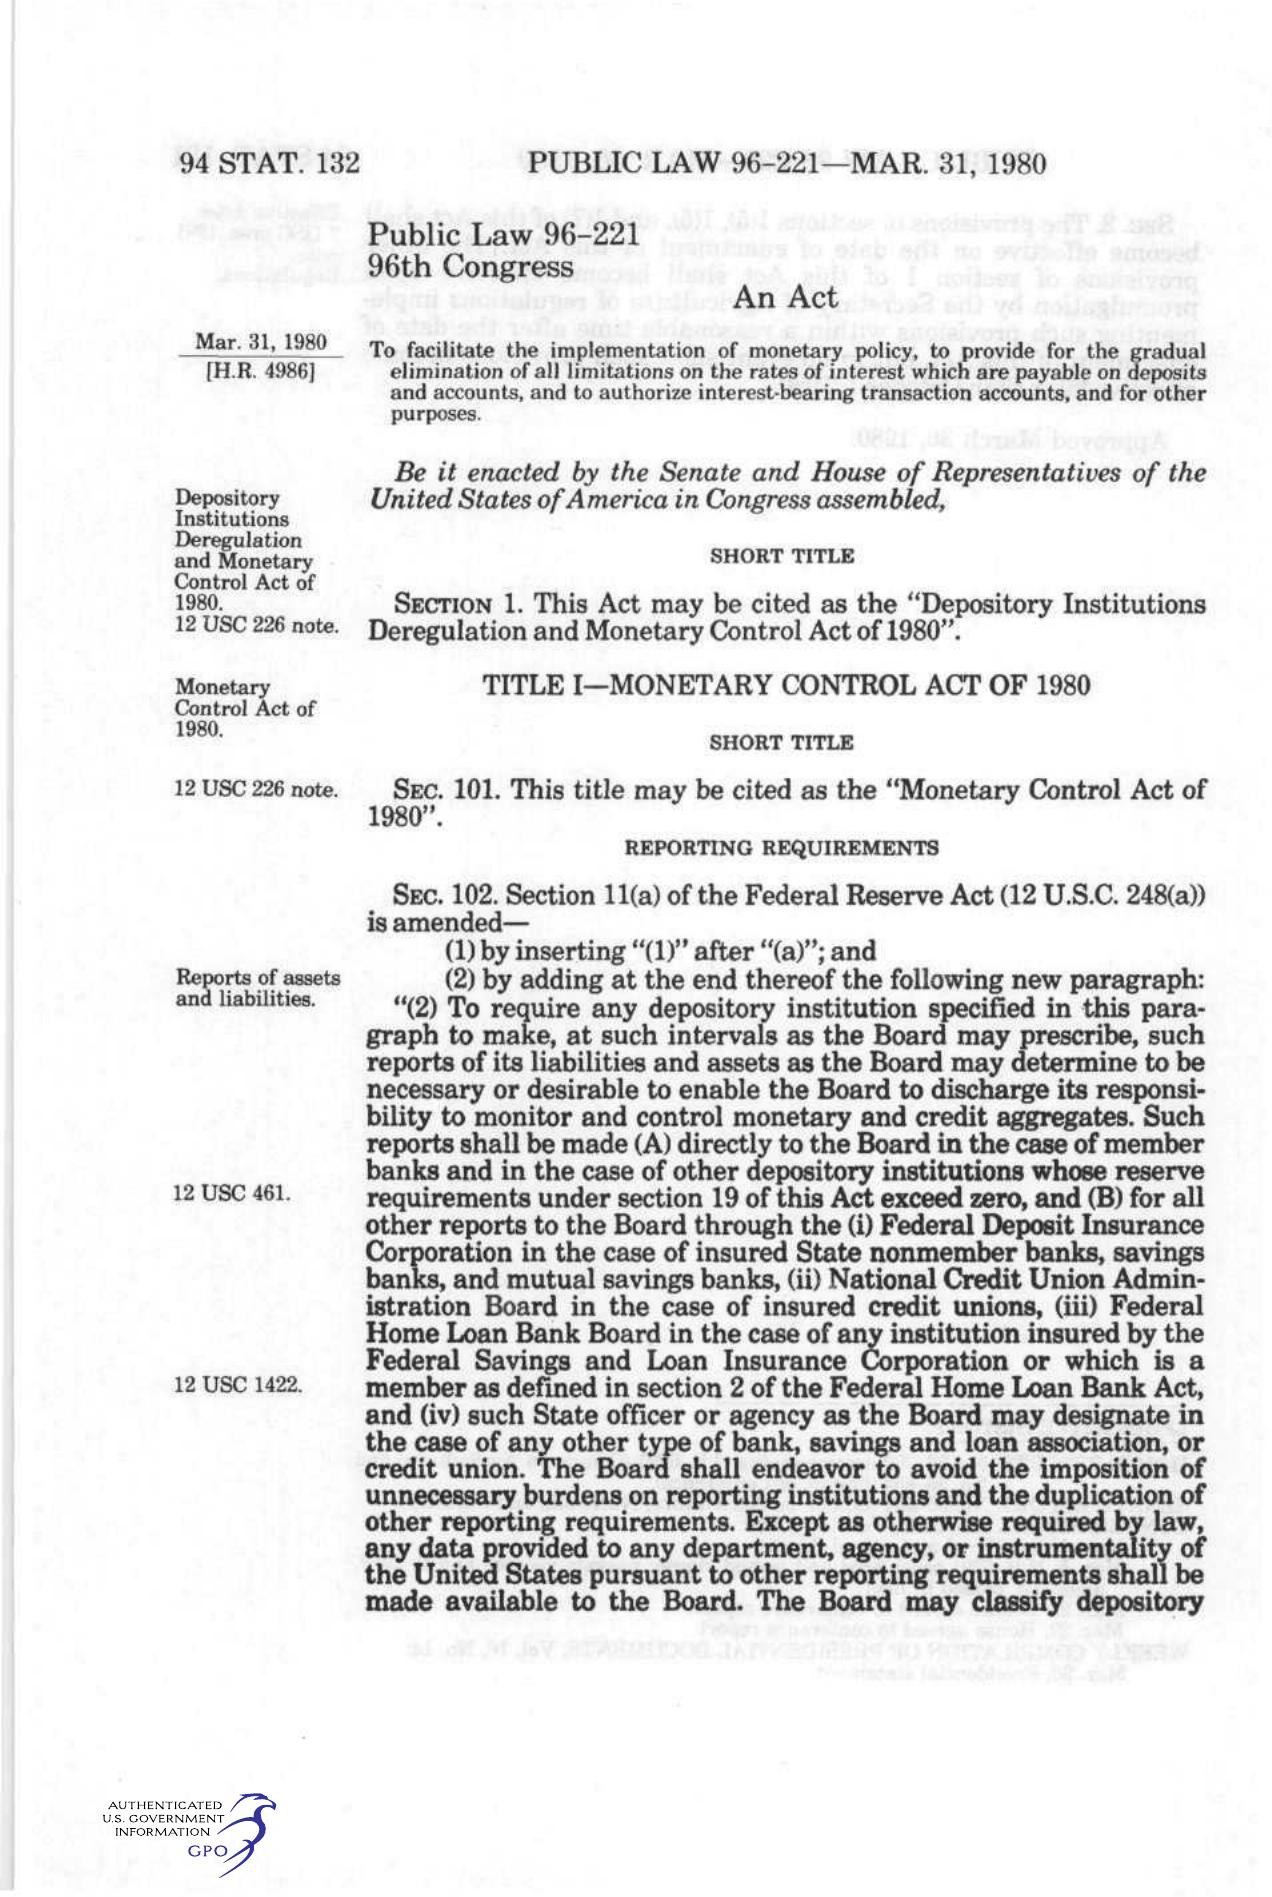 94 STAT. 132
PUBLIC LAW 96–221—MAR. 31, 1980
Public Law 96–221
96th Congress
An Act
Mar. 31, 1980
[H.R. 4986]
To facilitate the implementation of monetary policy, to provide for the gradual
elimination of all limitations on the rates of interest which are payable on deposits
and accounts, and to authorize interest-bearing transaction accounts, and for other
purposes.
Be it enacted by the Senate and House of Representatives of the
United States of America in Congress assembled,
Depository
Institutions
Deregulation
and Monetary
Control Act of
1980.
12 USC 226 note.
SHORT TITLE
SECTION 1. This Act may be cited as the “Depository Institutions
Deregulation and Monetary Control Act of 1980”.
Monetary
Control Act of
1980.
TITLE I—MONETARY CONTROL ACT OF 1980
SHORT TITLE
12 USC 226 note.
SEC. 101. This title may be cited as the “Monetary Control Act of
1980”.
REPORTING REQUIREMENTS
SEC. 102. Section 11(a) of the Federal Reserve Act (12 U.S.C. 248(a))
is amended—
(1) by inserting “(1)” after “(a)”; and
Reports of assets
and liabilities.
(2) by adding at the end thereof the following new paragraph:
“(2) To require any depository institution specified in this para-
graph to make, at such intervals as the Board may prescribe, such
reports of its liabilities and assets as the Board may determine to be
necessary or desirable to enable the Board to discharge its responsi-
bility to monitor and control monetary and credit aggregates. Such
reports shall be made (A) directly to the Board in the case of member
banks and in the case of other depository institutions whose reserve
12 USC 461.
requirements under section 19 of this Act exceed zero, and (B) for all
other reports to the Board through the (i) Federal Deposit Insurance
Corporation in the case of insured State nonmember banks, savings
banks, and mutual savings banks, (ii) National Credit Union Admin-
istration Board in the case of insured credit unions, (iii) Federal
Home Loan Bank Board in the case of any institution insured by the
Federal Savings and Loan Insurance Corporation or which is a
12 USC 1422.
member as defined in section 2 of the Federal Home Loan Bank Act,
and (iv) such State officer or agency as the Board may designate in
the case of any other type of bank, savings and loan association, or
credit union. The Board shall endeavor to avoid the imposition of
unnecessary burdens on reporting institutions and the duplication of
other reporting requirements. Except as otherwise required by law,
any data provided to any department, agency, or instrumentality of
the United States pursuant to other reporting requirements shall be
made available to the Board. The Board may classify depository
AUTHENTICATED
U.S. GOVERNMENT
INFORMATION
GPO